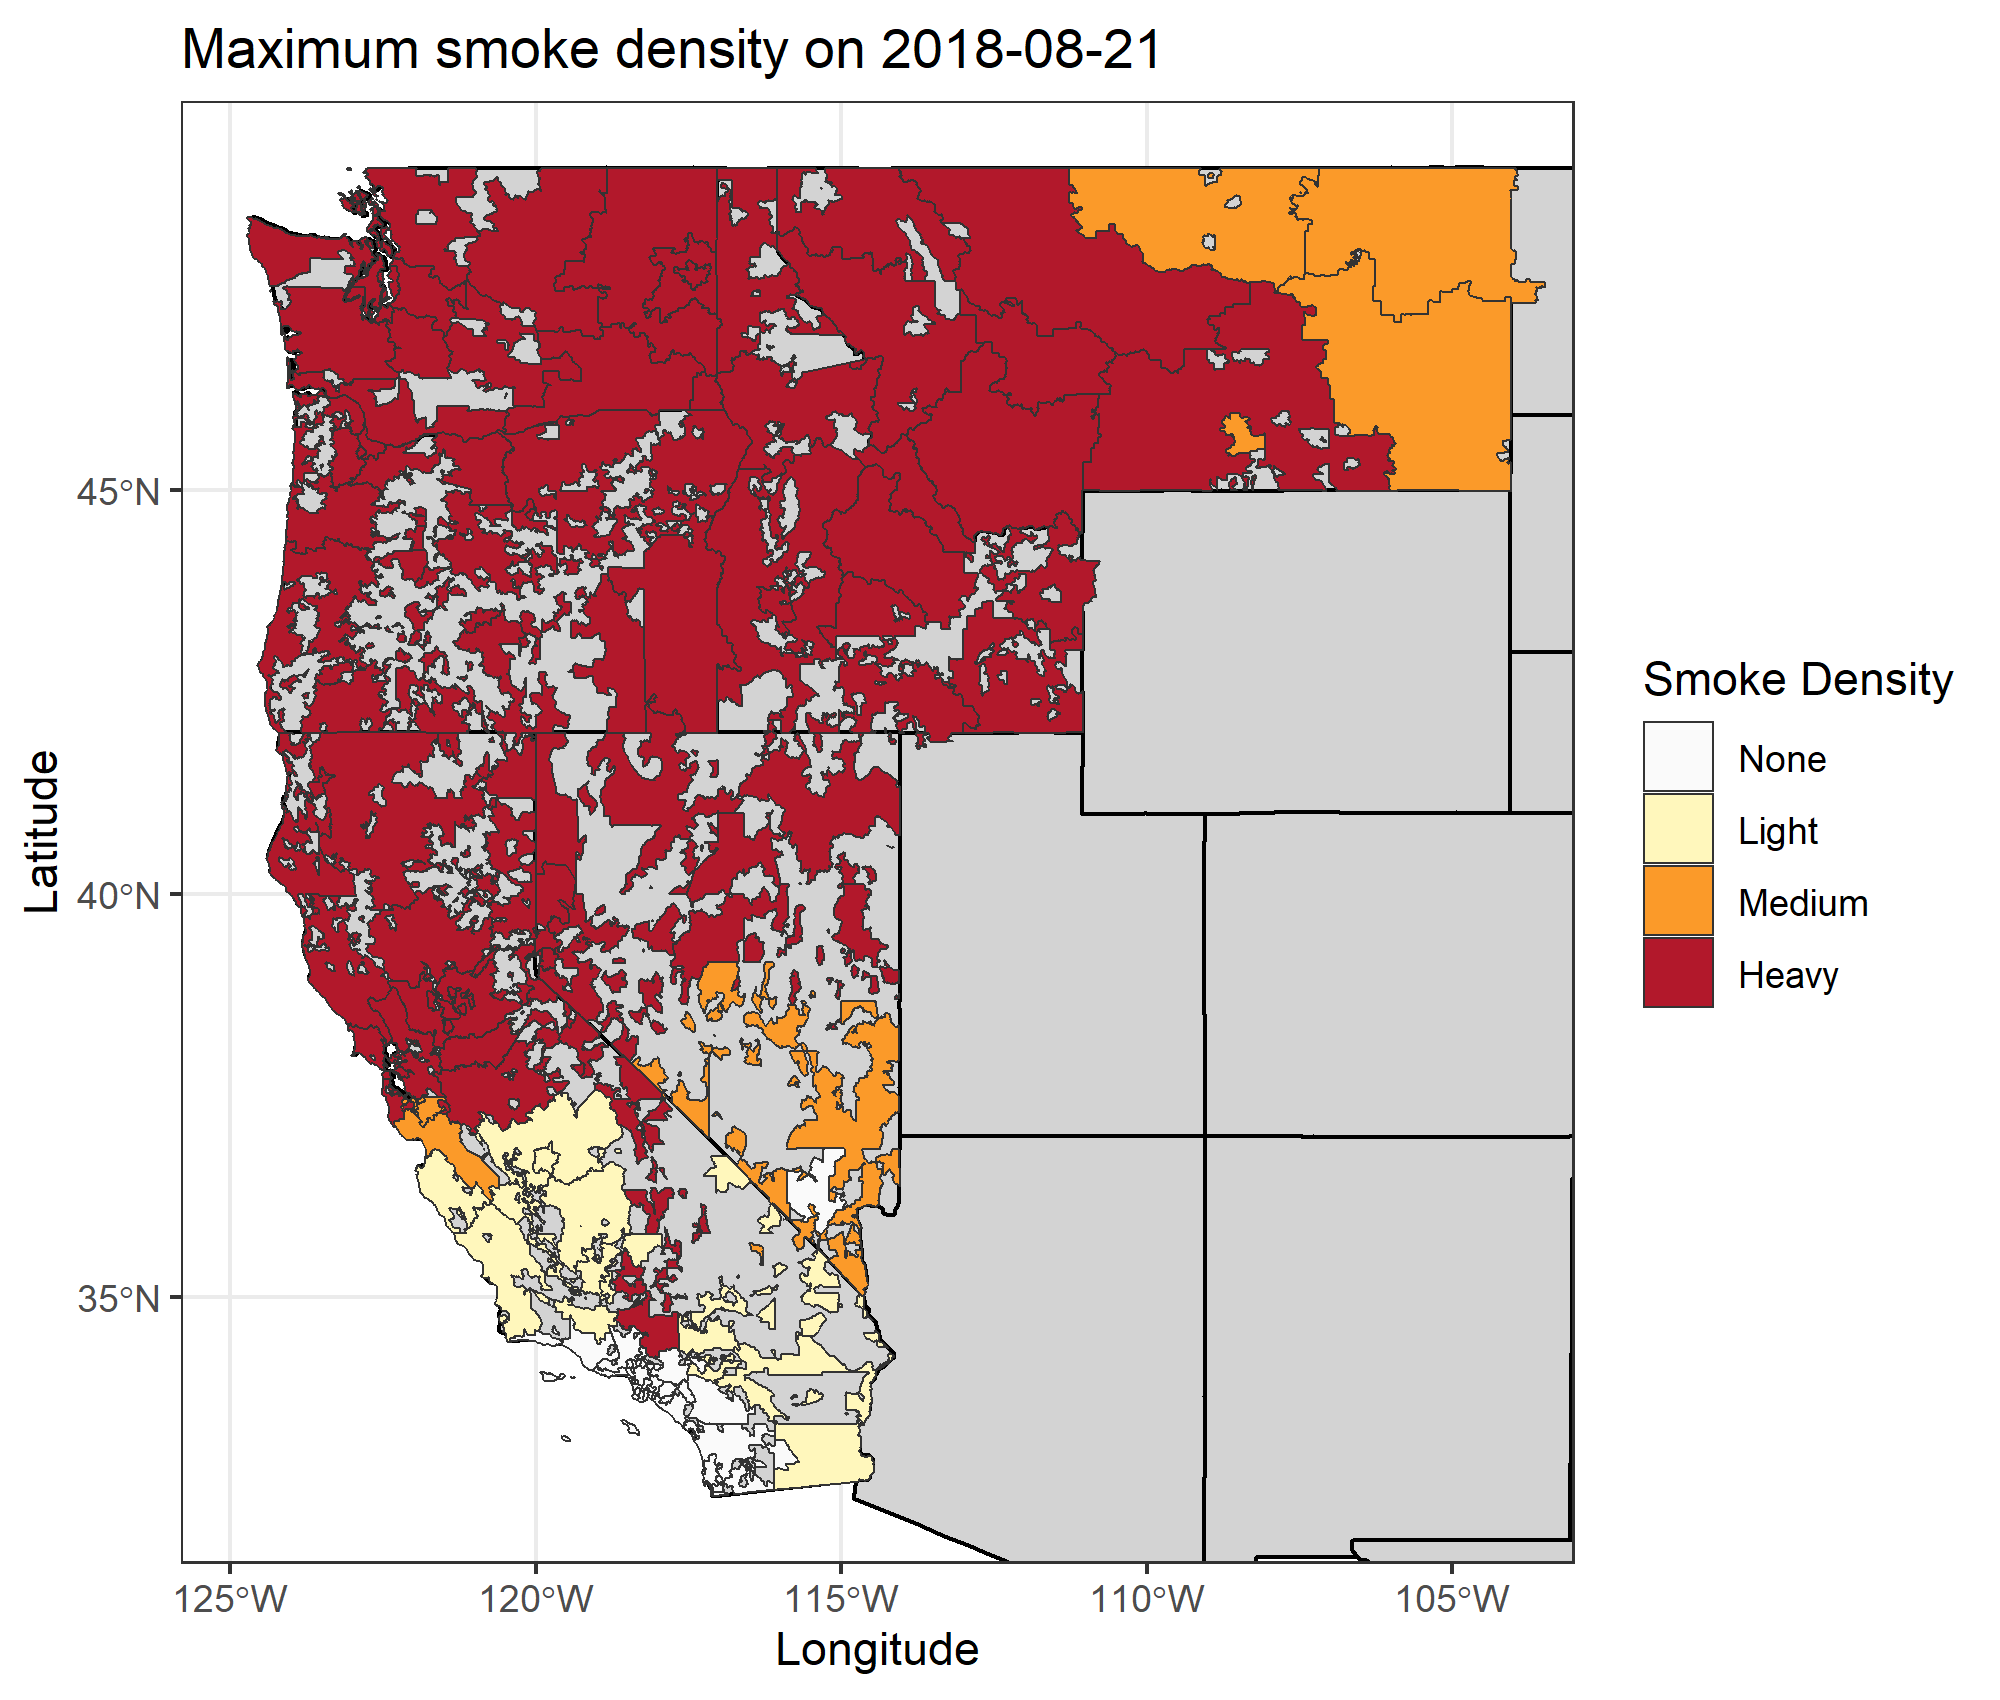 Maximum smoke density on 2018-08-21
45°N
40°N
35°N
Latitude
125°W
120°W
115°W
110°W
105°W
Longitude
Smoke Density
None
Light
Medium
Heavy